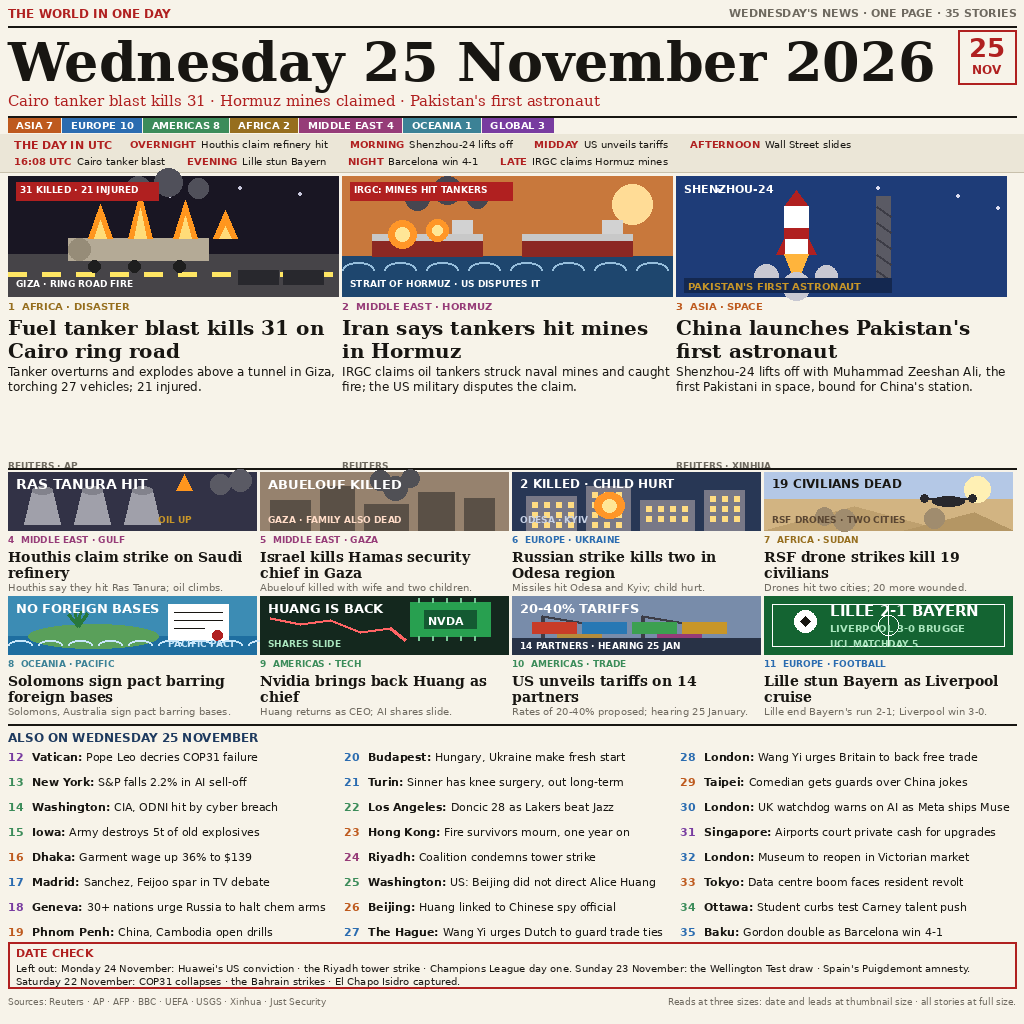 THE WORLD IN ONE DAY
WEDNESDAY'S NEWS · ONE PAGE · 35 STORIES
Wednesday 25 November 2026
25
NOV
Cairo tanker blast kills 31 · Hormuz mines claimed · Pakistan's first astronaut
ASIA 7 EUROPE 10 AMERICAS 8 AFRICA 2 MIDDLE EAST 4 OCEANIA 1 GLOBAL 3
THE DAY IN UTC OVERNIGHT Houthis claim refinery hit MORNING Shenzhou-24 lifts off MIDDAY US unveils tariffs AFTERNOON Wall Street slides
16:08 UTC Cairo tanker blast EVENING Lille stun Bayern NIGHT Barcelona win 4-1 LATE IRGC claims Hormuz mines
31 KILLED · 21 INJURED
GIZA · RING ROAD FIRE
1 AFRICA · DISASTER
Fuel tanker blast kills 31 on
Cairo ring road
Tanker overturns and explodes above a tunnel in Giza,
torching 27 vehicles; 21 injured.
REUTERS · AP
IRGC: MINES HIT TANKERS
STRAIT OF HORMUZ · US DISPUTES IT
2 MIDDLE EAST · HORMUZ
Iran says tankers hit mines
in Hormuz
IRGC claims oil tankers struck naval mines and caught
fire; the US military disputes the claim.
REUTERS
SHENZHOU-24
PAKISTAN'S FIRST ASTRONAUT
3 ASIA · SPACE
China launches Pakistan's
first astronaut
Shenzhou-24 lifts off with Muhammad Zeeshan Ali, the
first Pakistani in space, bound for China's station.
REUTERS · XINHUA
RAS TANURA HIT
OIL UP
4 MIDDLE EAST · GULF
Houthis claim strike on Saudi
refinery
Houthis say they hit Ras Tanura; oil climbs.
ABUELOUF KILLED
GAZA · FAMILY ALSO DEAD
5 MIDDLE EAST · GAZA
Israel kills Hamas security
chief in Gaza
Abuelouf killed with wife and two children.
2 KILLED · CHILD HURT
ODESA · KYIV
6 EUROPE · UKRAINE
Russian strike kills two in
Odesa region
Missiles hit Odesa and Kyiv; child hurt.
19 CIVILIANS DEAD
RSF DRONES · TWO CITIES
7 AFRICA · SUDAN
RSF drone strikes kill 19
civilians
Drones hit two cities; 20 more wounded.
NO FOREIGN BASES
PACIFIC PACT
8 OCEANIA · PACIFIC
Solomons sign pact barring
foreign bases
Solomons, Australia sign pact barring bases.
HUANG IS BACK
NVDA
SHARES SLIDE
9 AMERICAS · TECH
Nvidia brings back Huang as
chief
Huang returns as CEO; AI shares slide.
20-40% TARIFFS
14 PARTNERS · HEARING 25 JAN
10 AMERICAS · TRADE
US unveils tariffs on 14
partners
Rates of 20-40% proposed; hearing 25 January.
LILLE 2-1 BAYERN
LIVERPOOL 3-0 BRUGGE
UCL MATCHDAY 5
11 EUROPE · FOOTBALL
Lille stun Bayern as Liverpool
cruise
Lille end Bayern's run 2-1; Liverpool win 3-0.
ALSO ON WEDNESDAY 25 NOVEMBER
12 Vatican: Pope Leo decries COP31 failure
13 New York: S&P falls 2.2% in AI sell-off
14 Washington: CIA, ODNI hit by cyber breach
15 Iowa: Army destroys 5t of old explosives
16 Dhaka: Garment wage up 36% to $139
17 Madrid: Sanchez, Feijoo spar in TV debate
18 Geneva: 30+ nations urge Russia to halt chem arms
19 Phnom Penh: China, Cambodia open drills
20 Budapest: Hungary, Ukraine make fresh start
21 Turin: Sinner has knee surgery, out long-term
22 Los Angeles: Doncic 28 as Lakers beat Jazz
23 Hong Kong: Fire survivors mourn, one year on
24 Riyadh: Coalition condemns tower strike
25 Washington: US: Beijing did not direct Alice Huang
26 Beijing: Huang linked to Chinese spy official
27 The Hague: Wang Yi urges Dutch to guard trade ties
28 London: Wang Yi urges Britain to back free trade
29 Taipei: Comedian gets guards over China jokes
30 London: UK watchdog warns on AI as Meta ships Muse
31 Singapore: Airports court private cash for upgrades
32 London: Museum to reopen in Victorian market
33 Tokyo: Data centre boom faces resident revolt
34 Ottawa: Student curbs test Carney talent push
35 Baku: Gordon double as Barcelona win 4-1
DATE CHECK
Left out: Monday 24 November: Huawei's US conviction · the Riyadh tower strike · Champions League day one. Sunday 23 November: the Wellington Test draw · Spain's Puigdemont amnesty.
Saturday 22 November: COP31 collapses · the Bahrain strikes · El Chapo Isidro captured.
Sources: Reuters · AP · AFP · BBC · UEFA · USGS · Xinhua · Just Security
Reads at three sizes: date and leads at thumbnail size · all stories at full size.